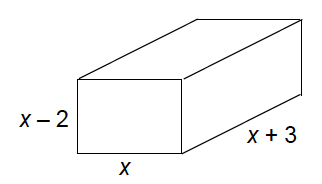 x – 2
x + 3
x